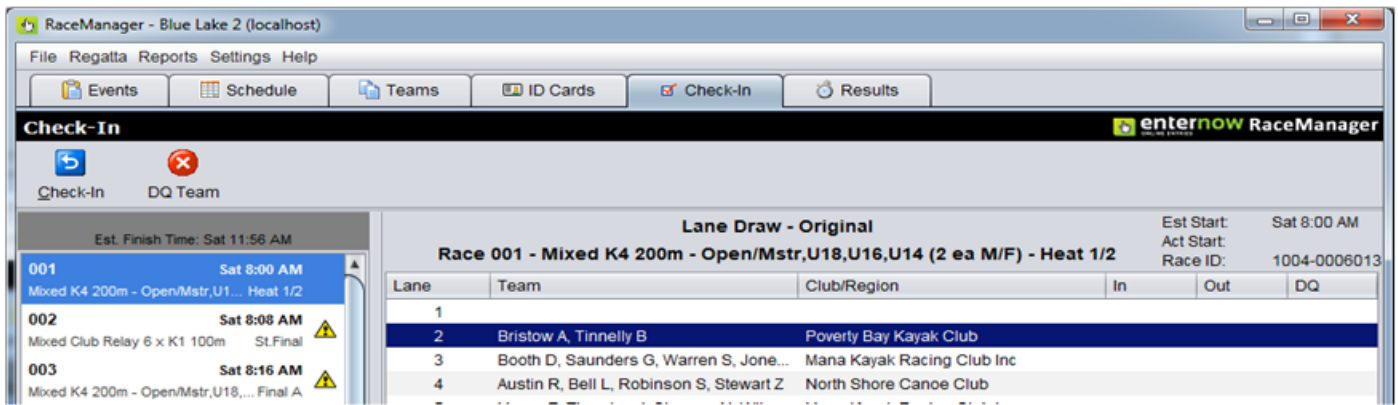 RaceManager - Blue Lake 2 (localhost)
File Regatta Reports Settings Help
Events Schedule Teams ID Cards Check-In Results
Check-In
enternow RaceManager
ONLINE ENTRIES
Check-In DQ Team
Est. Finish Time: Sat 11:56 AM
001 Sat 8:00 AM
Mixed K4 200m - Open/Mstr,U1... Heat 1/2
002 Sat 8:08 AM
Mixed Club Relay 6 x K1 100m St.Final
003 Sat 8:16 AM
Mixed K4 200m - Open/Mstr,U18,... Final A
Lane Draw - Original
Race 001 - Mixed K4 200m - Open/Mstr,U18,U16,U14 (2 ea M/F) - Heat 1/2
Est Start: Sat 8:00 AM
Act Start:
Race ID: 1004-0006013
Lane Team Club/Region In Out DQ
1
2 Bristow A, Tinnelly B Poverty Bay Kayak Club
3 Booth D, Saunders G, Warren S, Jone... Mana Kayak Racing Club Inc
4 Austin R, Bell L, Robinson S, Stewart Z North Shore Canoe Club